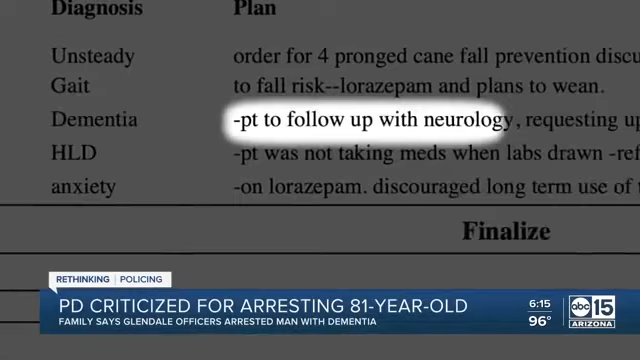 Diagnosis Plan
Unsteady order for 4 pronged cane fall prevention
Gait to fall risk--lorazepam and plans to wean.
Dementia -pt to follow up with neurology, requesting
HLD -pt was not taking meds when labs drawn
anxiety -on lorazepam. discouraged long term use of
Finalize
RETHINKING POLICING
PD CRITICIZED FOR ARRESTING 81-YEAR-OLD
FAMILY SAYS GLENDALE OFFICERS ARRESTED MAN WITH DEMENTIA
6:15
96°
abc 15
ARIZONA